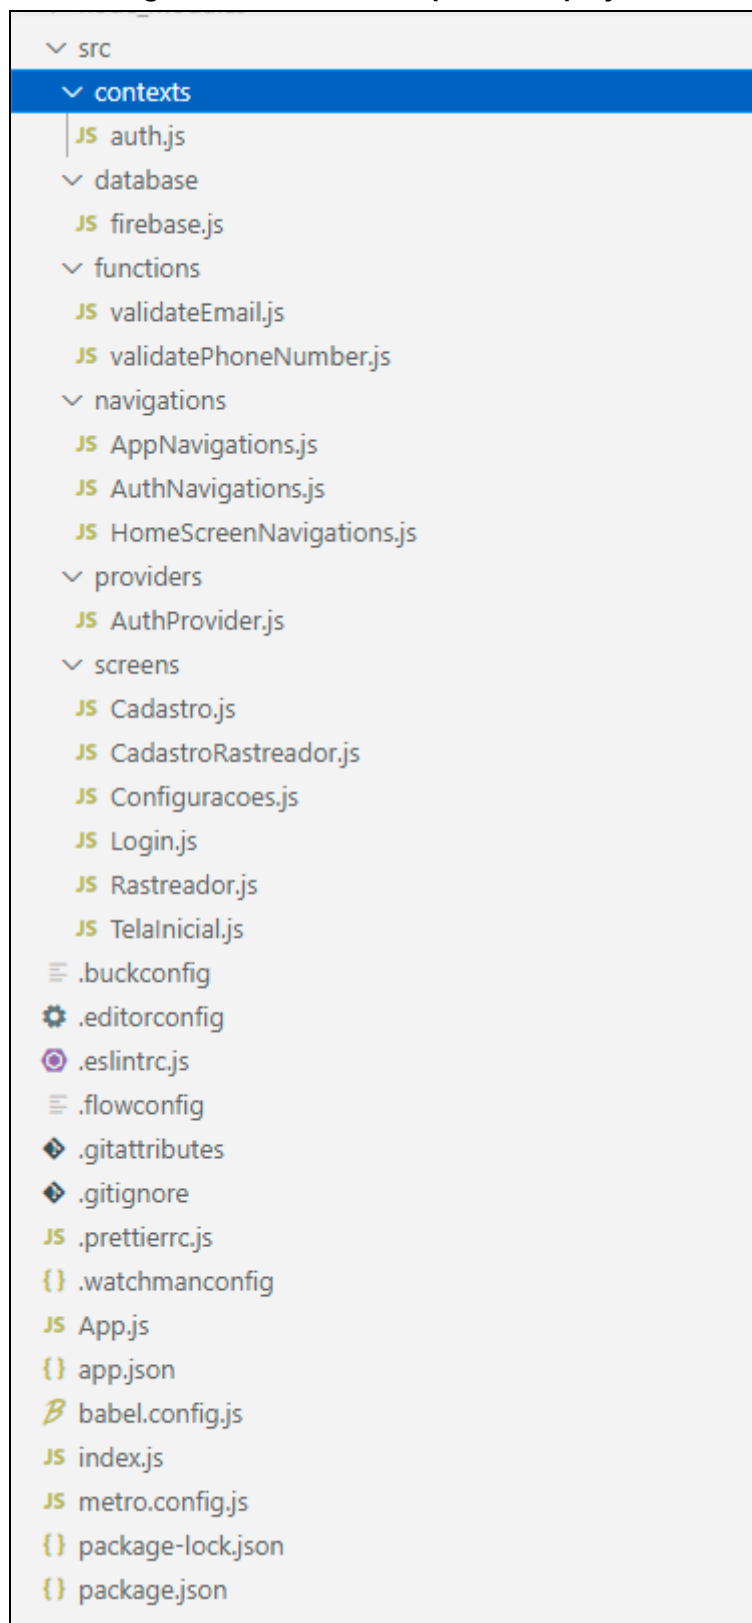 src
contexts
JS auth.js
database
JS firebase.js
functions
JS validateEmail.js
JS validatePhoneNumber.js
navigations
JS AppNavigations.js
JS AuthNavigations.js
JS HomeScreenNavigations.js
providers
JS AuthProvider.js
screens
JS Cadastro.js
JS CadastroRastreador.js
JS Configuracoes.js
JS Login.js
JS Rastreador.js
JS TelaInicial.js
.buckconfig
.editorconfig
.eslintrc.js
.flowconfig
.gitattributes
.gitignore
JS .prettierrc.js
{} .watchmanconfig
JS App.js
{} app.json
B babel.config.js
JS index.js
JS metro.config.js
{} package-lock.json
{} package.json